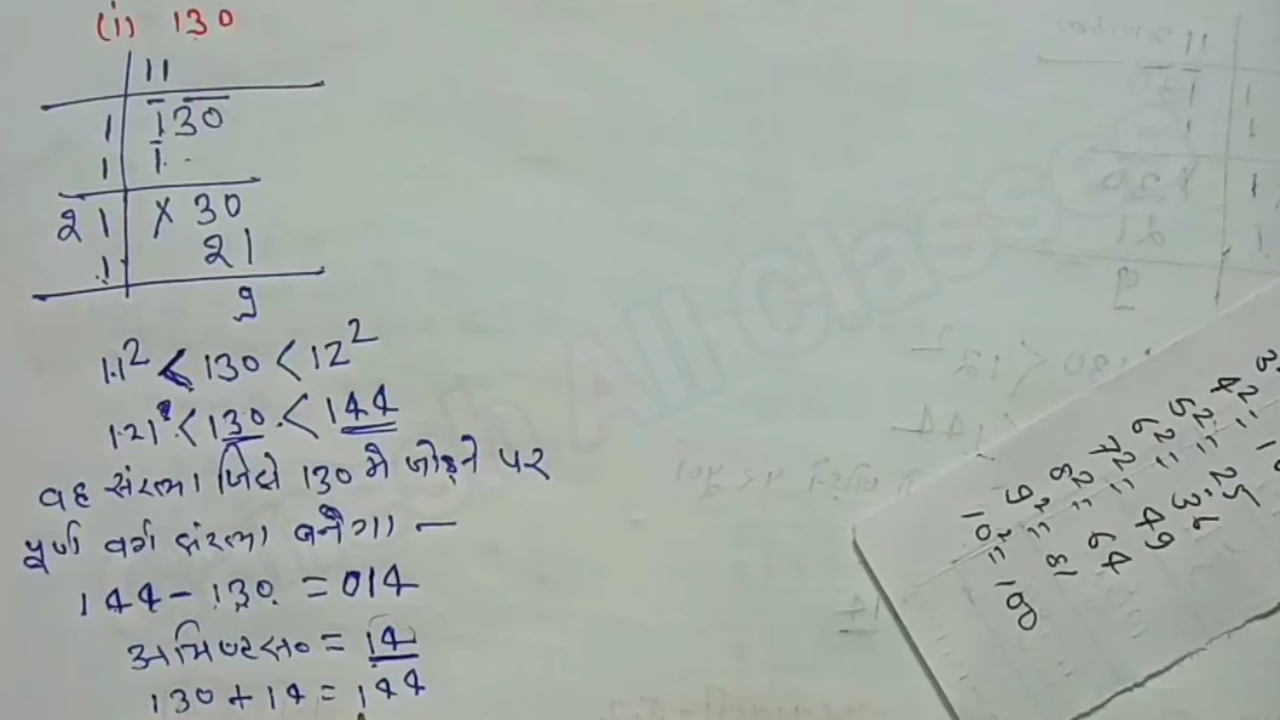 (i) 130
11
1 130
1 1
21 × 30
1 21
9
11² < 130 < 12²
121 < 130 < 144
वह संख्या जिसे 130 मे जोड़ने पर
पूर्ण वर्ग संख्या बनेगा —
144 - 130 = 014
अभिष्ट सं० = 14
130 + 14 = 144
4² =
5² = 25
6² = 36
7² = 49
8² = 64
9² = 81
10² = 100